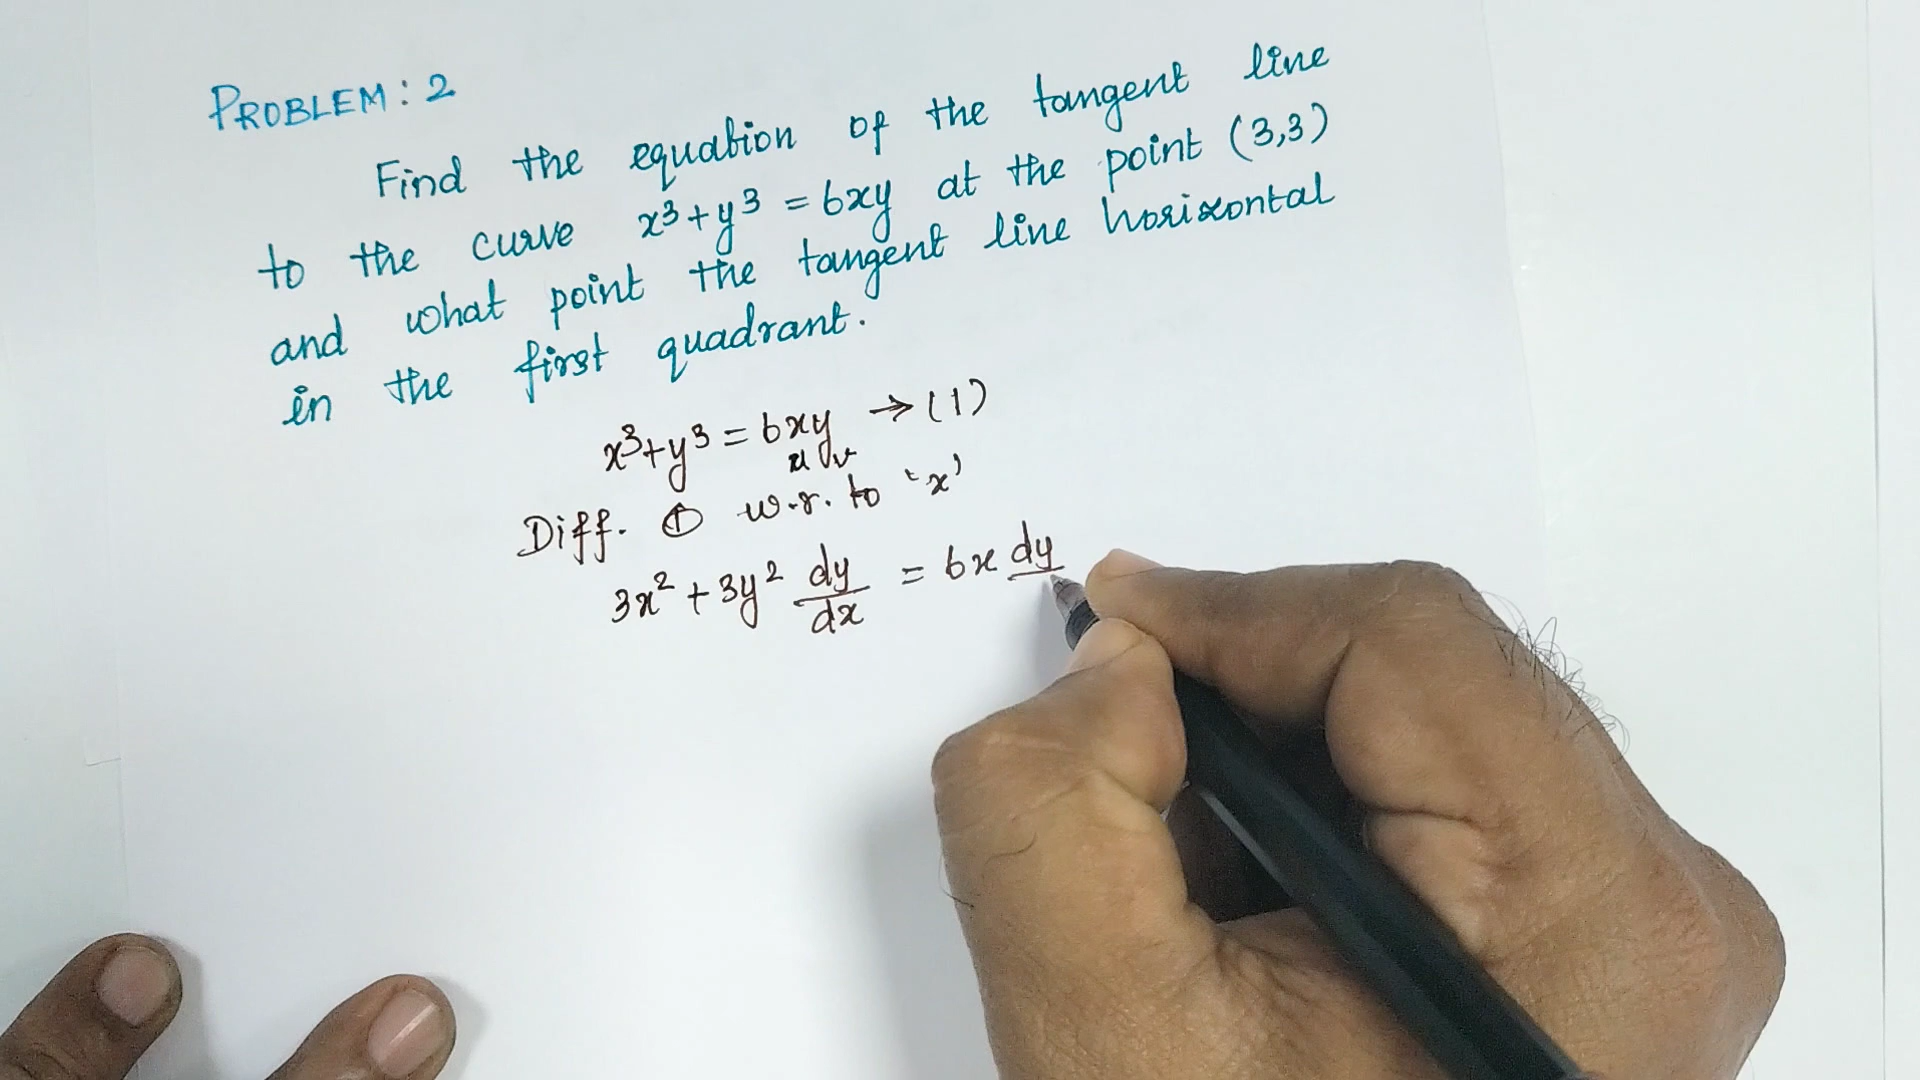 PROBLEM: 2
Find the equation of the tangent line
to the curve x³+y³ = 6xy at the point (3,3)
and what point the tangent line horizontal
in the first quadrant.
x³+y³ = 6xy → (1)
u v
Diff. ① w.r. to 'x'
3x² + 3y² dy/dx = 6x dy